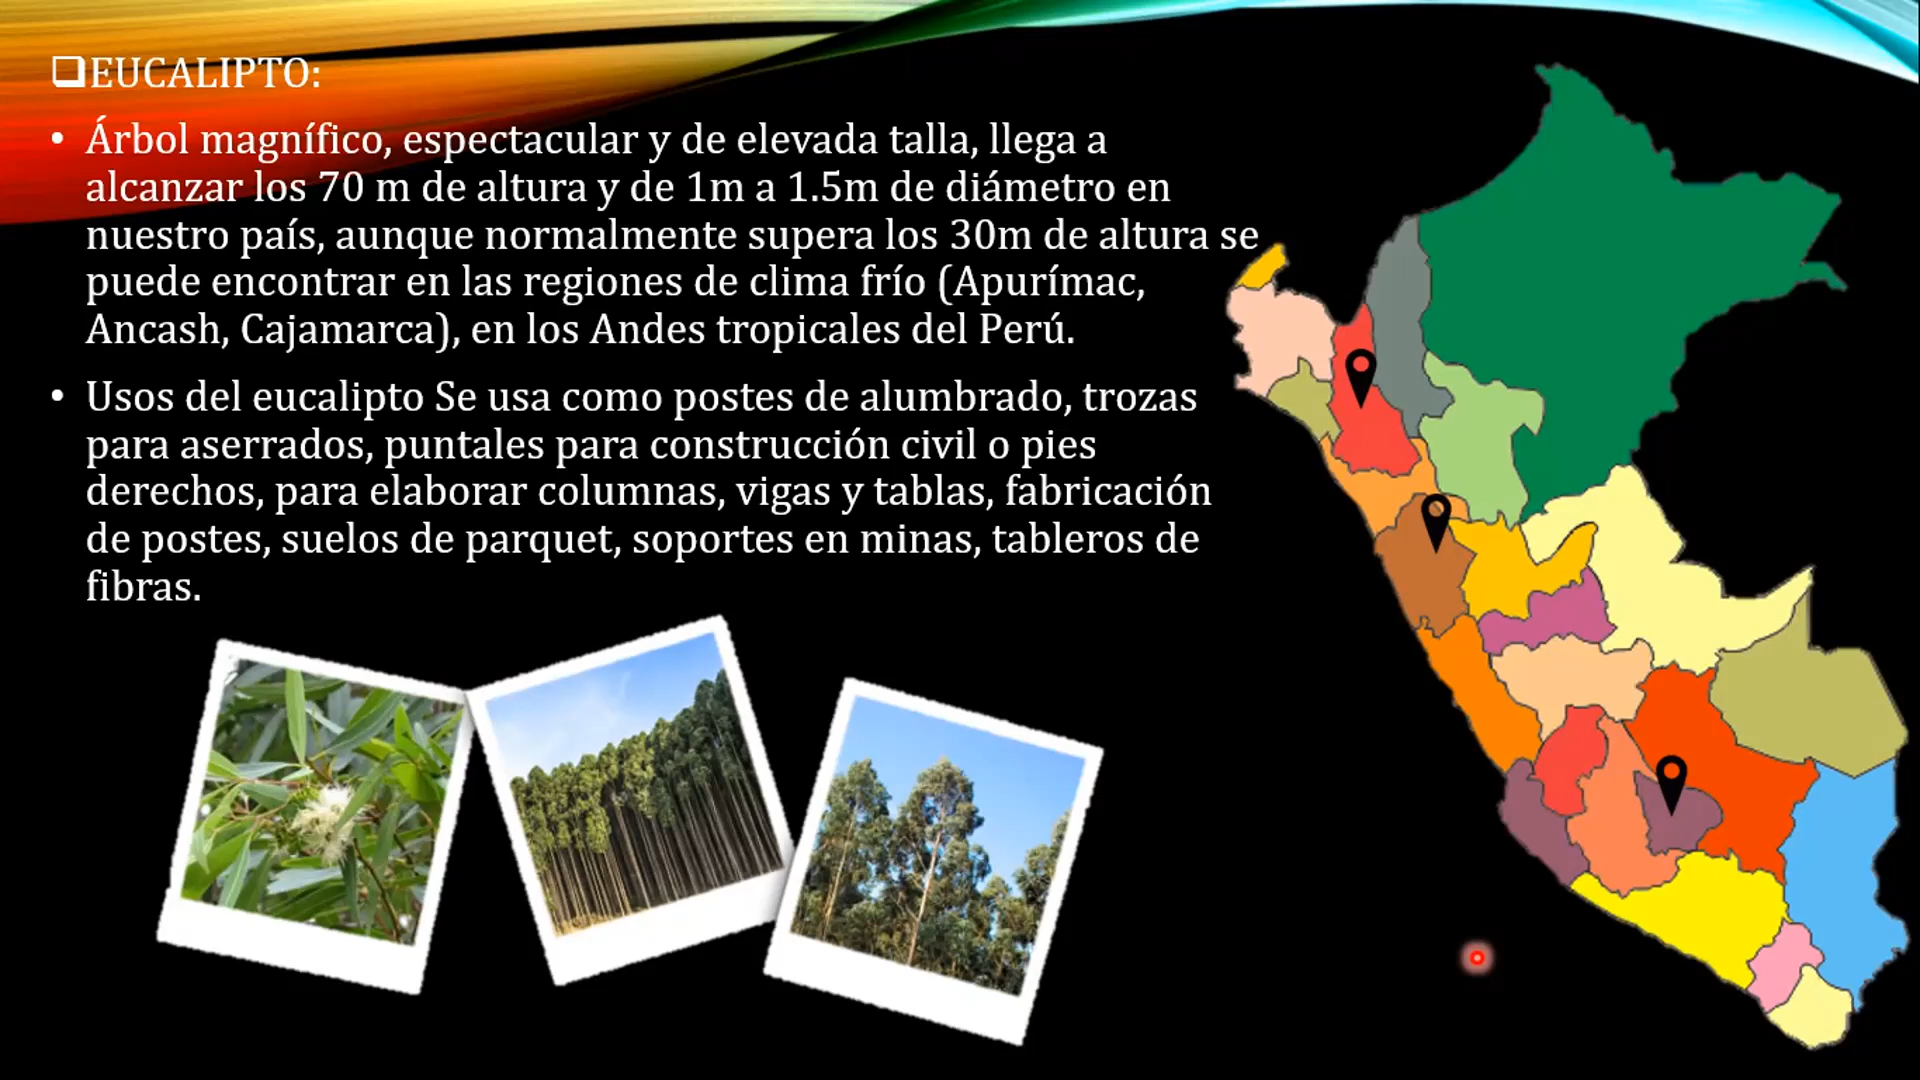 EUCALIPTO:
• Árbol magnífico, espectacular y de elevada talla, llega a
alcanzar los 70 m de altura y de 1m a 1.5m de diámetro en
nuestro país, aunque normalmente supera los 30m de altura se
puede encontrar en las regiones de clima frío (Apurímac,
Ancash, Cajamarca), en los Andes tropicales del Perú.
• Usos del eucalipto Se usa como postes de alumbrado, trozas
para aserrados, puntales para construcción civil o pies
derechos, para elaborar columnas, vigas y tablas, fabricación
de postes, suelos de parquet, soportes en minas, tableros de
fibras.